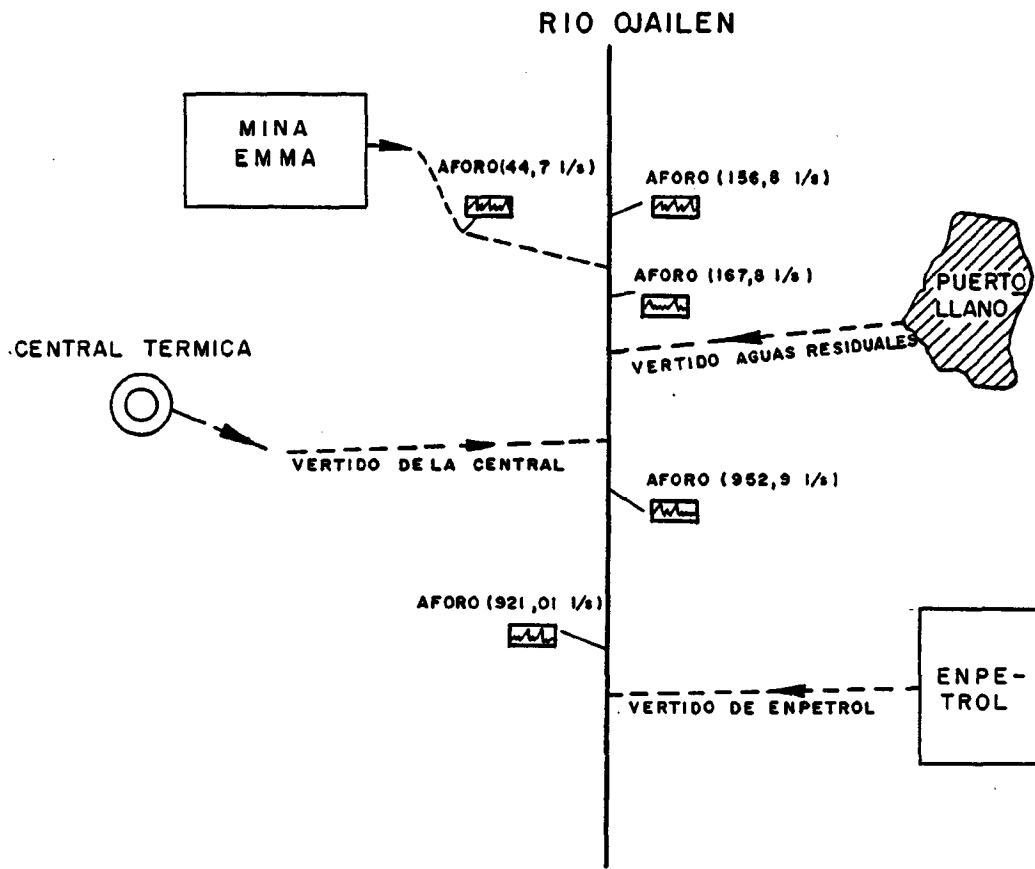 RIO OJAILEN
MINA
EMMA
AFORO(44,7 l/s)
AFORO (156,8 l/s)
AFORO (167,8 l/s)
PUERTO
LLANO
VERTIDO AGUAS RESIDUALES
CENTRAL TERMICA
VERTIDO DE LA CENTRAL
AFORO (952,9 l/s)
AFORO (921,01 l/s)
ENPE-
TROL
VERTIDO DE ENPETROL